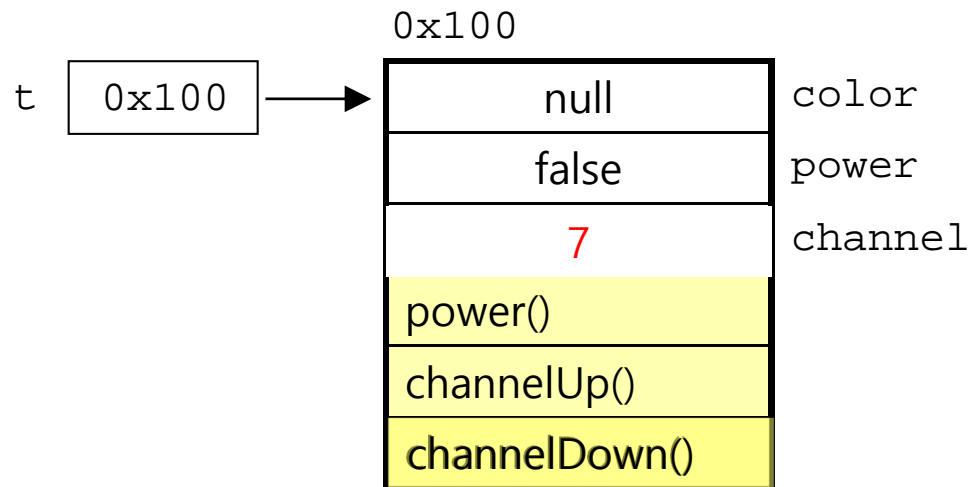 0x100
t 0x100 null color
false power
7 channel
power()
channelUp()
channelDown()